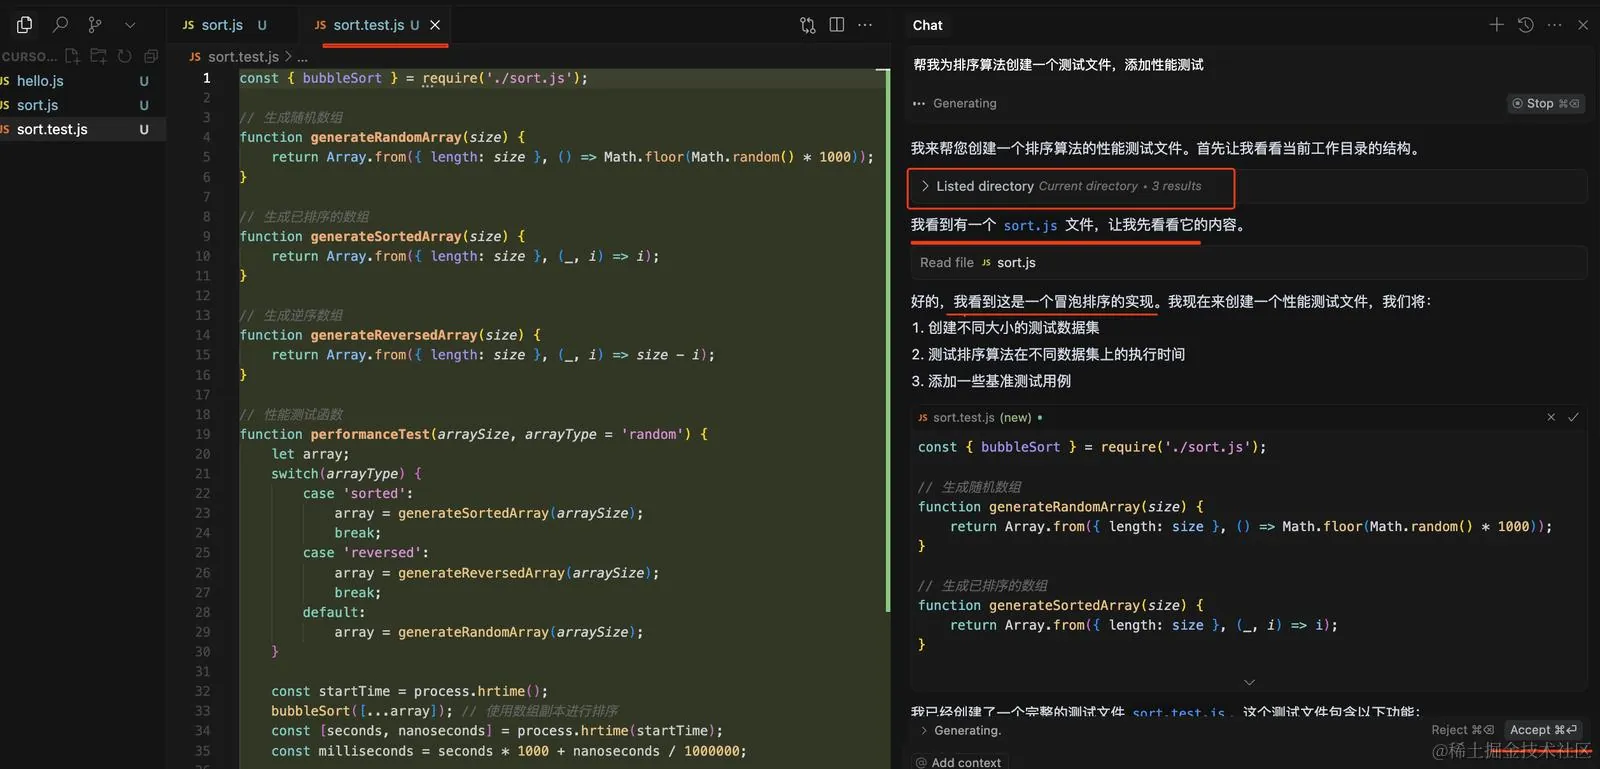 JS sort.js U
JS sort.test.js U
CURSO...
JS hello.js U
JS sort.js U
JS sort.test.js U
JS sort.test.js > ...
1 const { bubbleSort } = require('./sort.js');
2
3 // 生成随机数组
4 function generateRandomArray(size) {
5 return Array.from({ length: size }, () => Math.floor(Math.random() * 1000));
6 }
7
8 // 生成已排序的数组
9 function generateSortedArray(size) {
10 return Array.from({ length: size }, (_, i) => i);
11 }
12
13 // 生成逆序数组
14 function generateReversedArray(size) {
15 return Array.from({ length: size }, (_, i) => size - i);
16 }
17
18 // 性能测试函数
19 function performanceTest(arraySize, arrayType = 'random') {
20 let array;
21 switch(arrayType) {
22 case 'sorted':
23 array = generateSortedArray(arraySize);
24 break;
25 case 'reversed':
26 array = generateReversedArray(arraySize);
27 break;
28 default:
29 array = generateRandomArray(arraySize);
30 }
31
32 const startTime = process.hrtime();
33 bubbleSort([...array]); // 使用数组副本进行排序
34 const [seconds, nanoseconds] = process.hrtime(startTime);
35 const milliseconds = seconds * 1000 + nanoseconds / 1000000;
Chat
帮我为排序算法创建一个测试文件，添加性能测试
Generating
Stop ⌘⌫
我来帮您创建一个排序算法的性能测试文件。首先让我看看当前工作目录的结构。
> Listed directory Current directory • 3 results
我看到有一个 sort.js 文件，让我先看看它的内容。
Read file JS sort.js
好的，我看到这是一个冒泡排序的实现。我现在来创建一个性能测试文件，我们将：
1. 创建不同大小的测试数据集
2. 测试排序算法在不同数据集上的执行时间
3. 添加一些基准测试用例
JS sort.test.js (new) •
const { bubbleSort } = require('./sort.js');
// 生成随机数组
function generateRandomArray(size) {
return Array.from({ length: size }, () => Math.floor(Math.random() * 1000));
}
// 生成已排序的数组
function generateSortedArray(size) {
return Array.from({ length: size }, (_, i) => i);
}
我已经创建了一个完整的测试文件 sort.test.js，这个测试文件包含以下功能：
> Generating.
Reject ⌘⌫ Accept ⌘↩
@稀土掘金技术社区
@ Add context